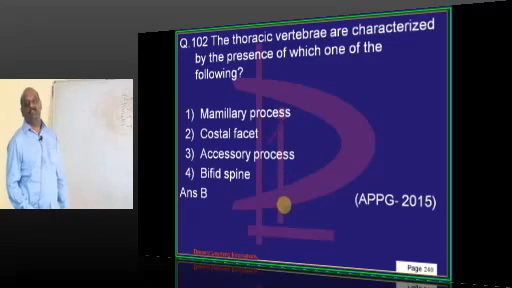 Q.102 The thoracic vertebrae are characterized
by the presence of which one of the
following?
1) Mamillary process
2) Costal facet
3) Accessory process
4) Bifid spine
Ans B
(APPG- 2015)
Page